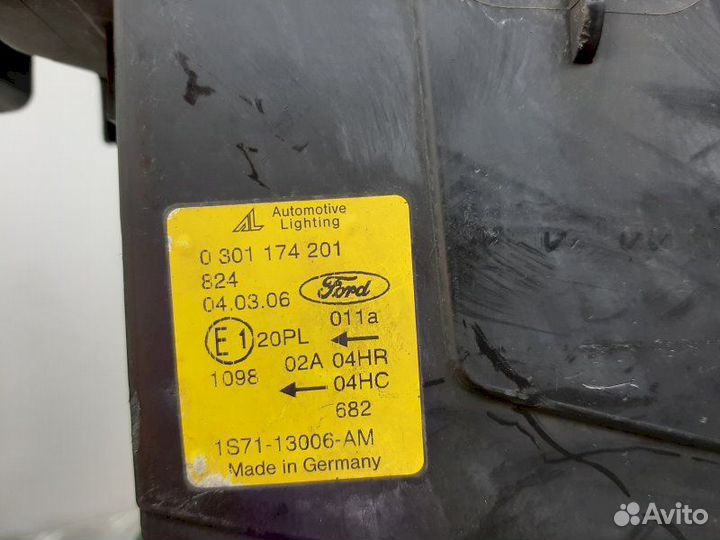 AL Automotive
Lighting
0 301 174 201
824
04.03.06 Ford
011a
E1 20PL ←
02A 04HR
1098 ← 04HC
682
1S71-13006-AM
Made in Germany
Avito